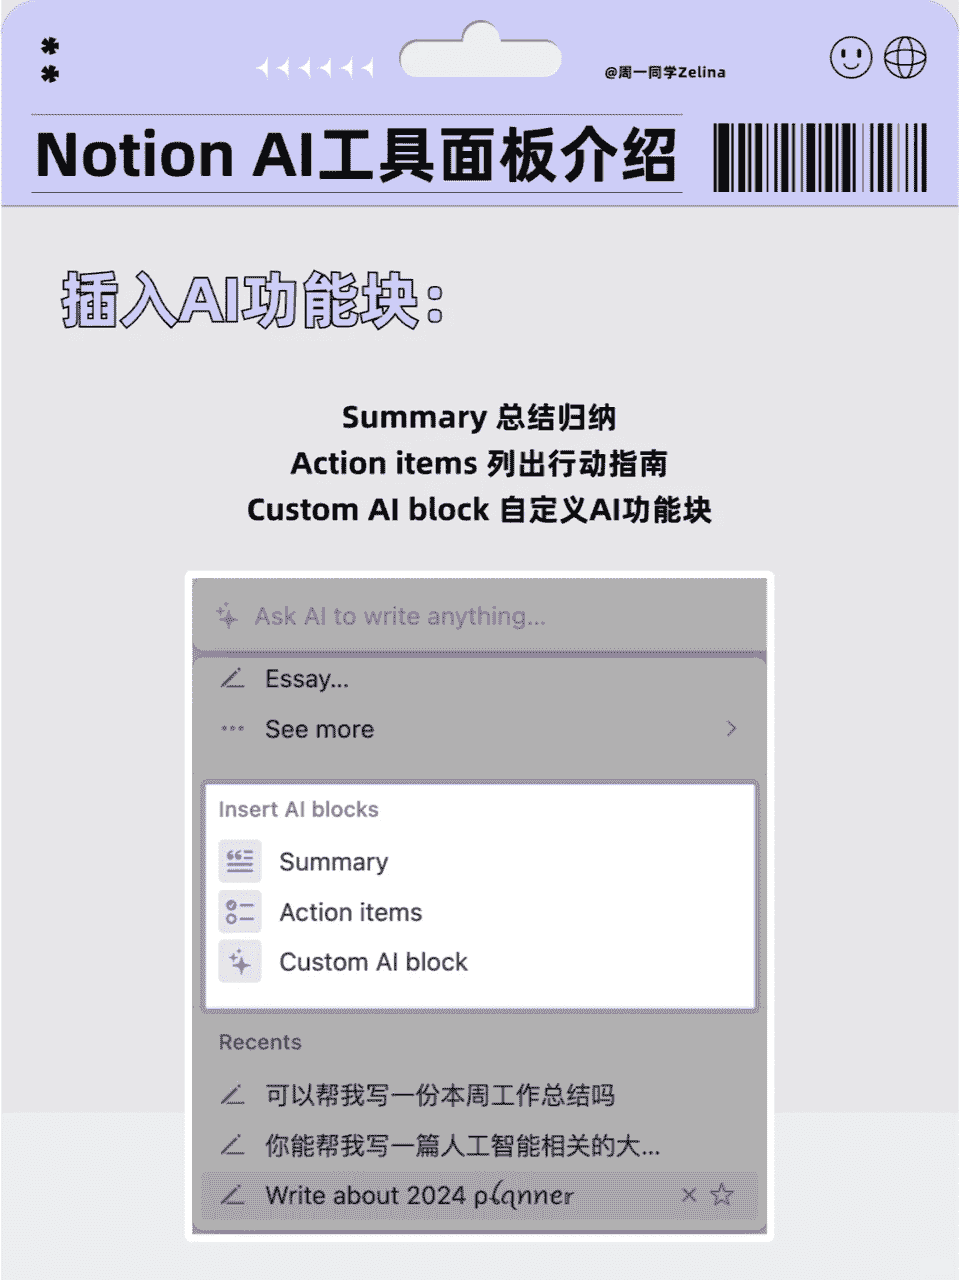 @周一同学Zelina
Notion AI工具面板介绍
插入AI功能块：
Summary 总结归纳
Action items 列出行动指南
Custom AI block 自定义AI功能块
Ask AI to write anything...
Essay...
See more
Insert AI blocks
Summary
Action items
Custom AI block
Recents
可以帮我写一份本周工作总结吗
你能帮我写一篇人工智能相关的大...
Write about 2024 planner